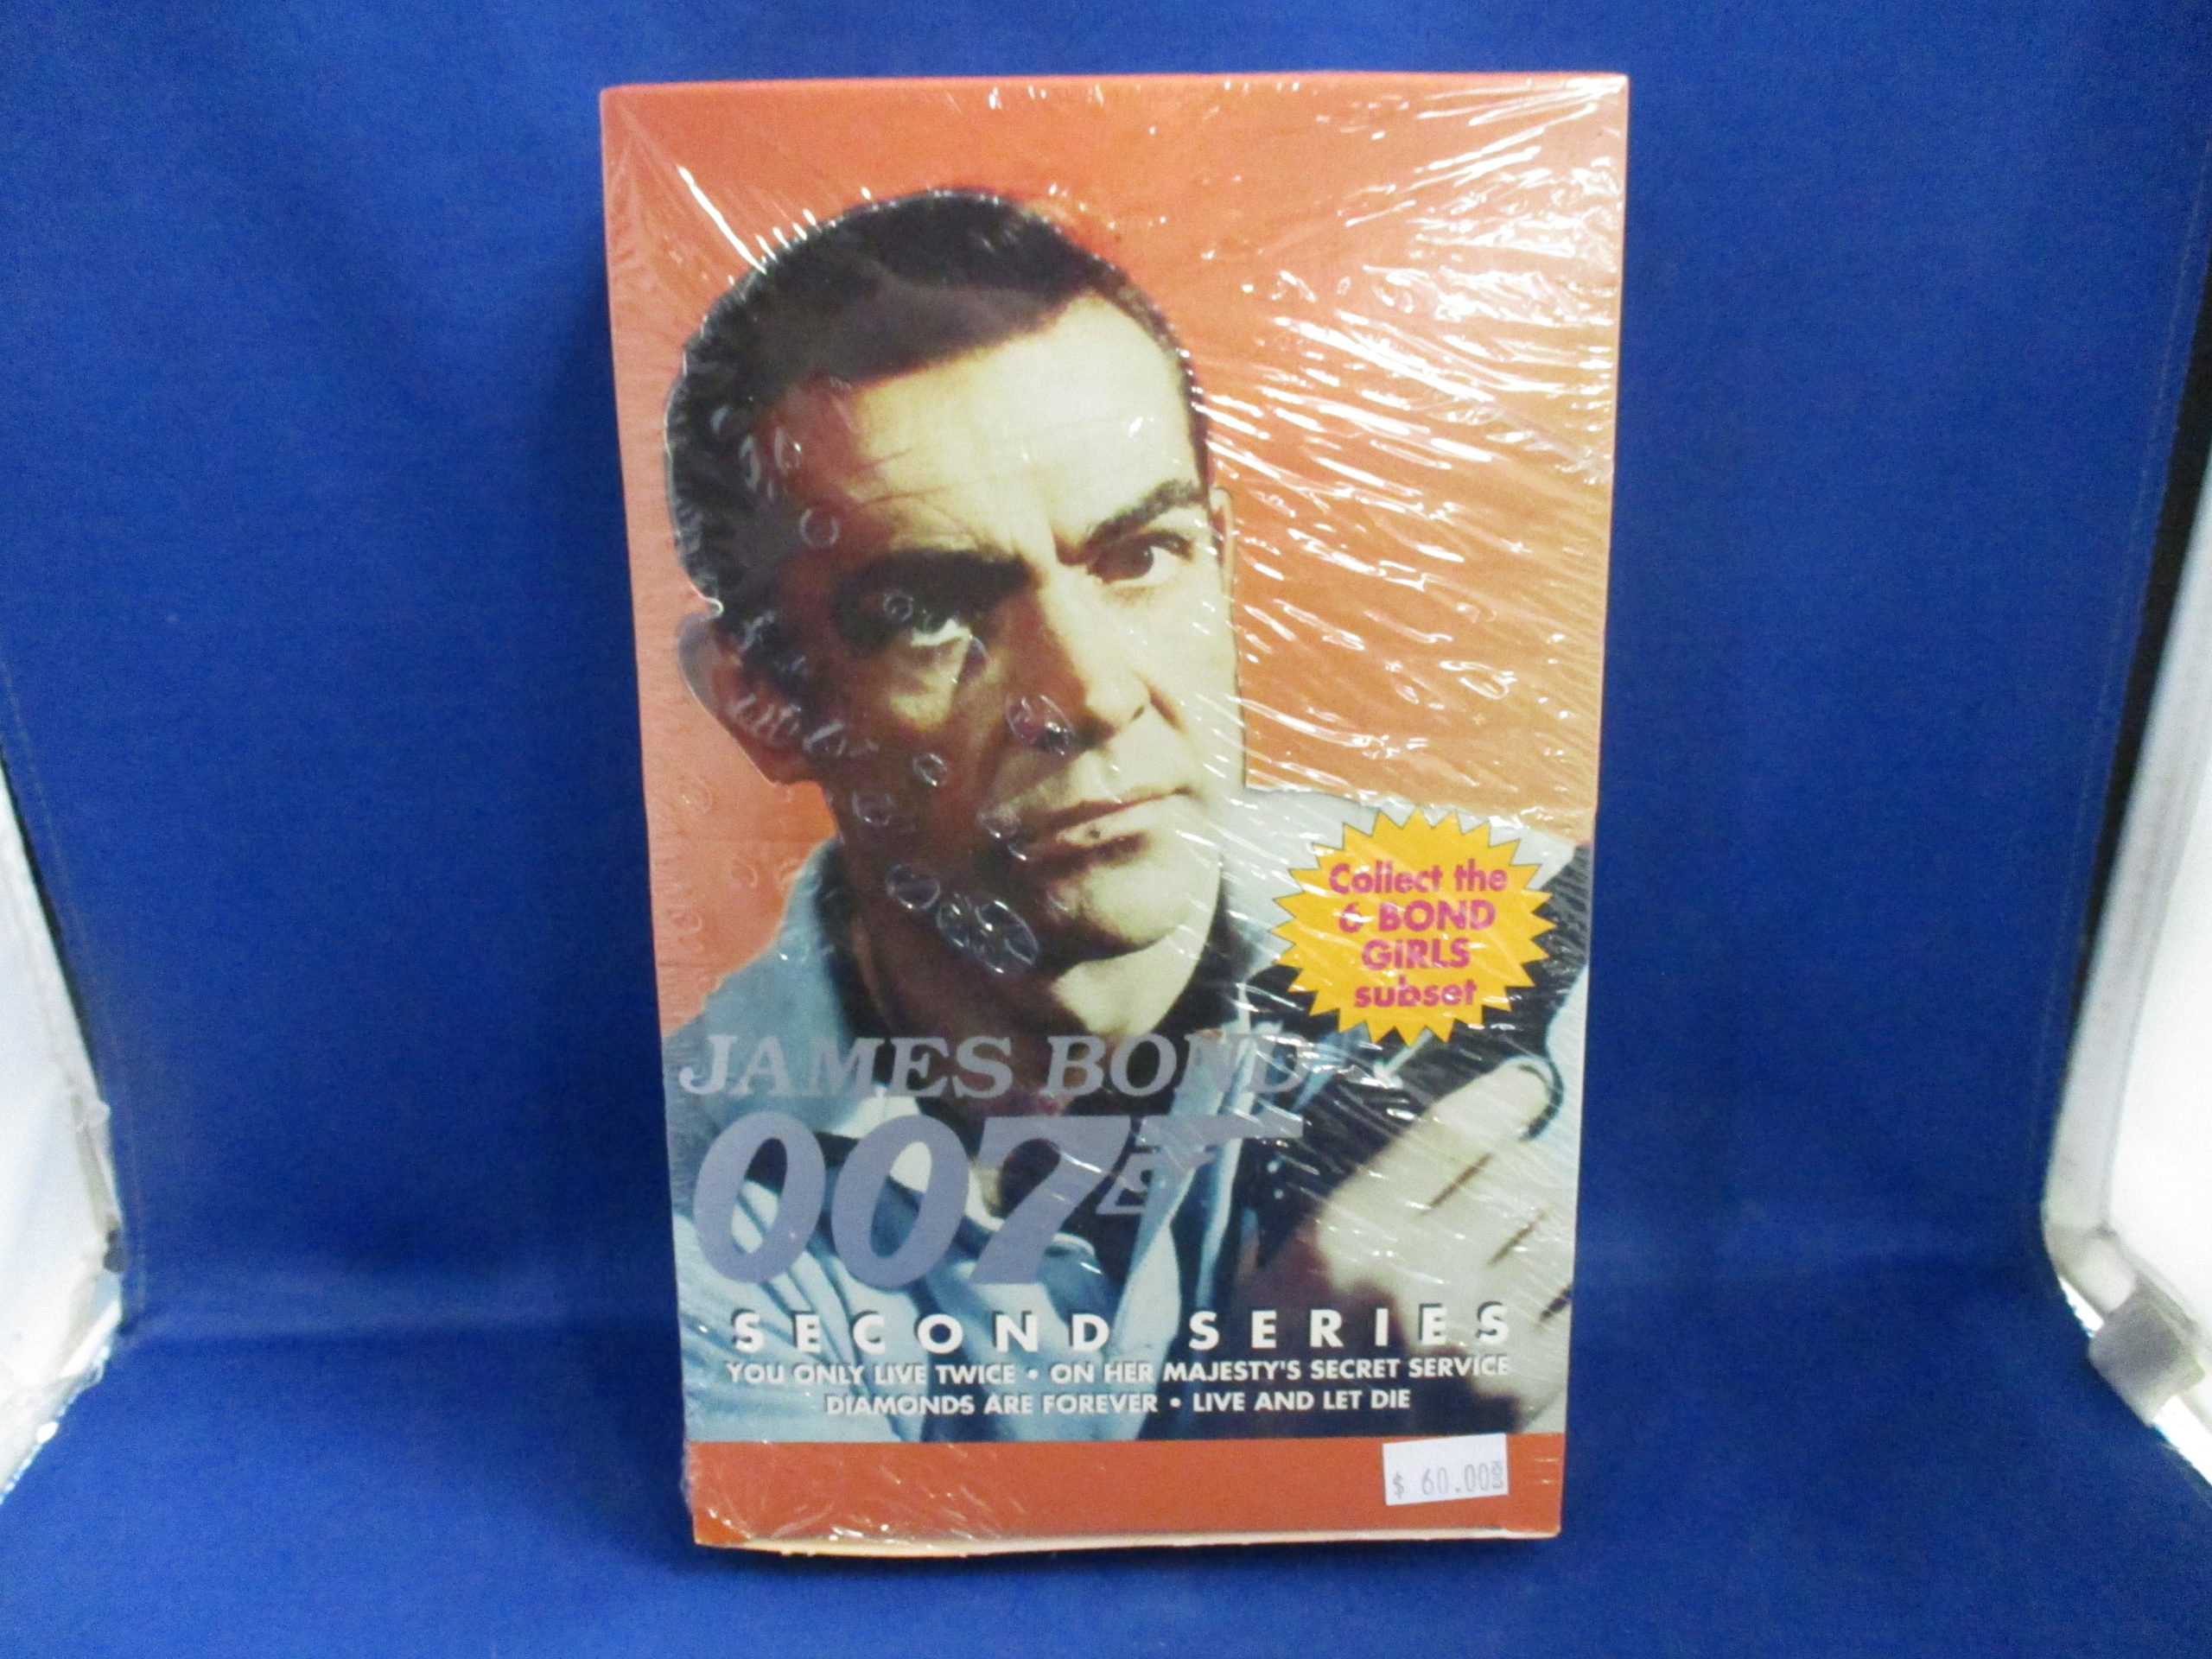 Collect the
6 BOND
GIRLS
subset
JAMES BOND
007
SECOND SERIES
YOU ONLY LIVE TWICE • ON HER MAJESTY'S SECRET SERVICE
DIAMONDS ARE FOREVER • LIVE AND LET DIE
$ 60.00